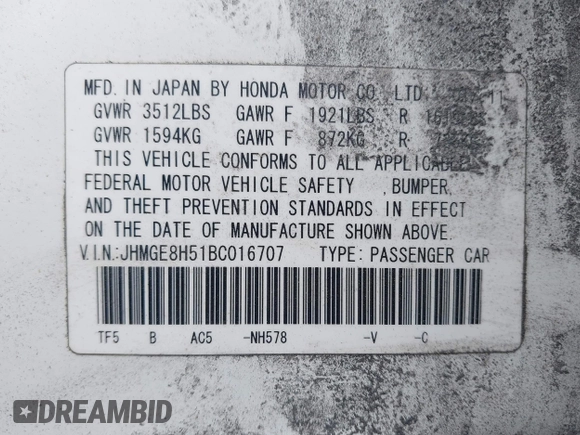 MFD. IN JAPAN BY HONDA MOTOR CO., LTD. 11
GVWR 3512LBS GAWR F 1921LBS R
GVWR 1594KG GAWR F 872KG R
THIS VEHICLE CONFORMS TO ALL APPLICABLE
FEDERAL MOTOR VEHICLE SAFETY ,BUMPER,
AND THEFT PREVENTION STANDARDS IN EFFECT
ON THE DATE OF MANUFACTURE SHOWN ABOVE.
V.I.N.:JHMGE8H51BC016707 TYPE: PASSENGER CAR
TF5 B AC5 -NH578 -V -C
DREAMBID